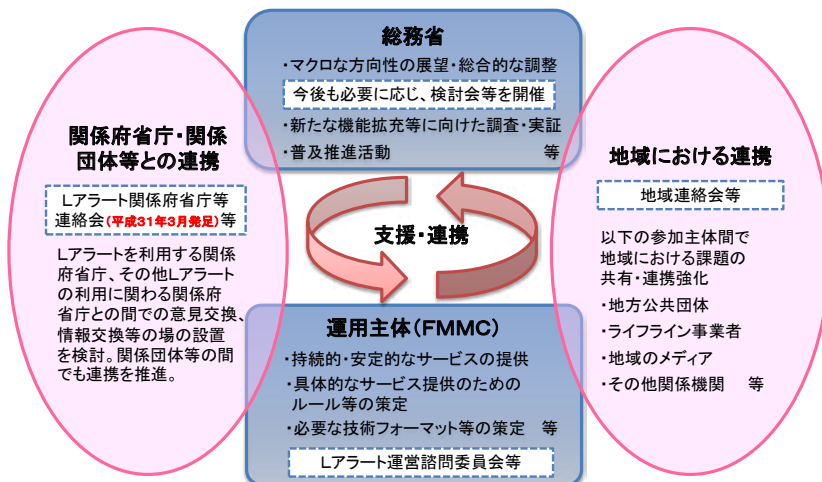 総務省
・マクロな方向性の展望・総合的な調整
今後も必要に応じ、検討会等を開催
・新たな機能拡充等に向けた調査・実証
・普及推進活動 等
関係府省庁・関係
団体等との連携
Lアラート関係府省庁等
連絡会(平成31年3月発足)等
Lアラートを利用する関係
府省庁、その他Lアラート
の利用に関わる関係府
省庁との間での意見交換、
情報交換等の場の設置
を検討。関係団体等の間
でも連携を推進。
支援・連携
地域における連携
地域連絡会等
以下の参加主体間で
地域における課題の
共有・連携強化
・地方公共団体
・ライフライン事業者
・地域のメディア
・その他関係機関 等
運用主体(FMMC)
・持続的・安定的なサービスの提供
・具体的なサービス提供のための
ルール等の策定
・必要な技術フォーマット等の策定 等
Lアラート運営諮問委員会等